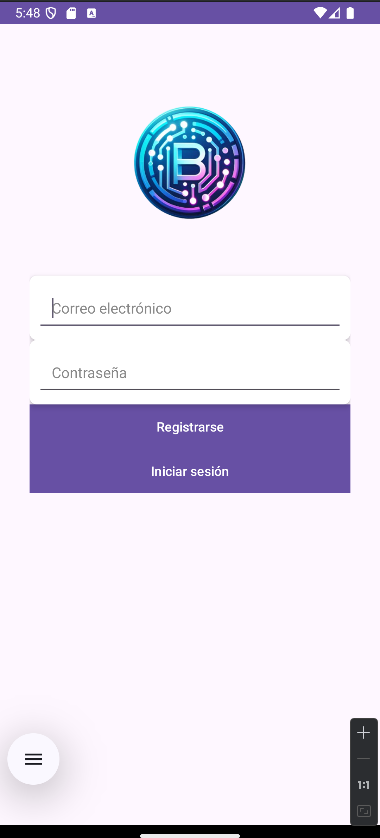 5:48
A
B
Correo electrónico
Contraseña
Registrarse
Iniciar sesión
1:1